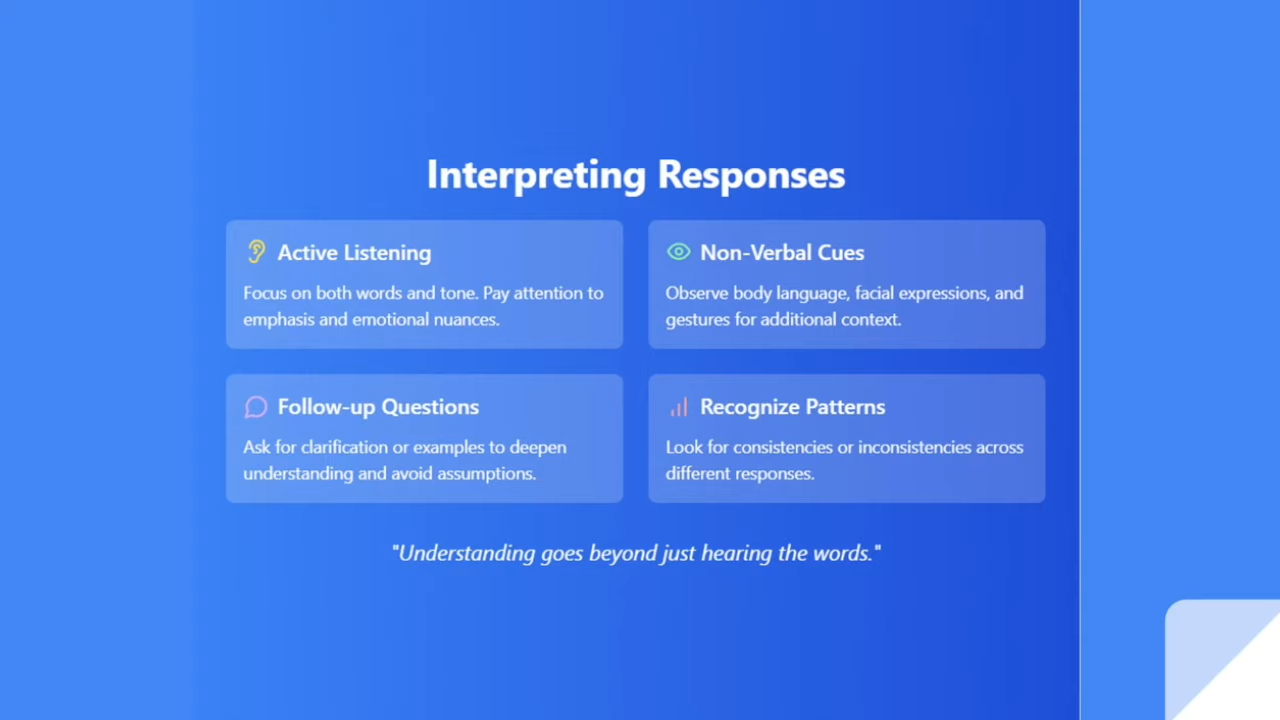 Interpreting Responses
Active Listening
Focus on both words and tone. Pay attention to
emphasis and emotional nuances.
Non-Verbal Cues
Observe body language, facial expressions, and
gestures for additional context.
Follow-up Questions
Ask for clarification or examples to deepen
understanding and avoid assumptions.
Recognize Patterns
Look for consistencies or inconsistencies across
different responses.
"Understanding goes beyond just hearing the words."